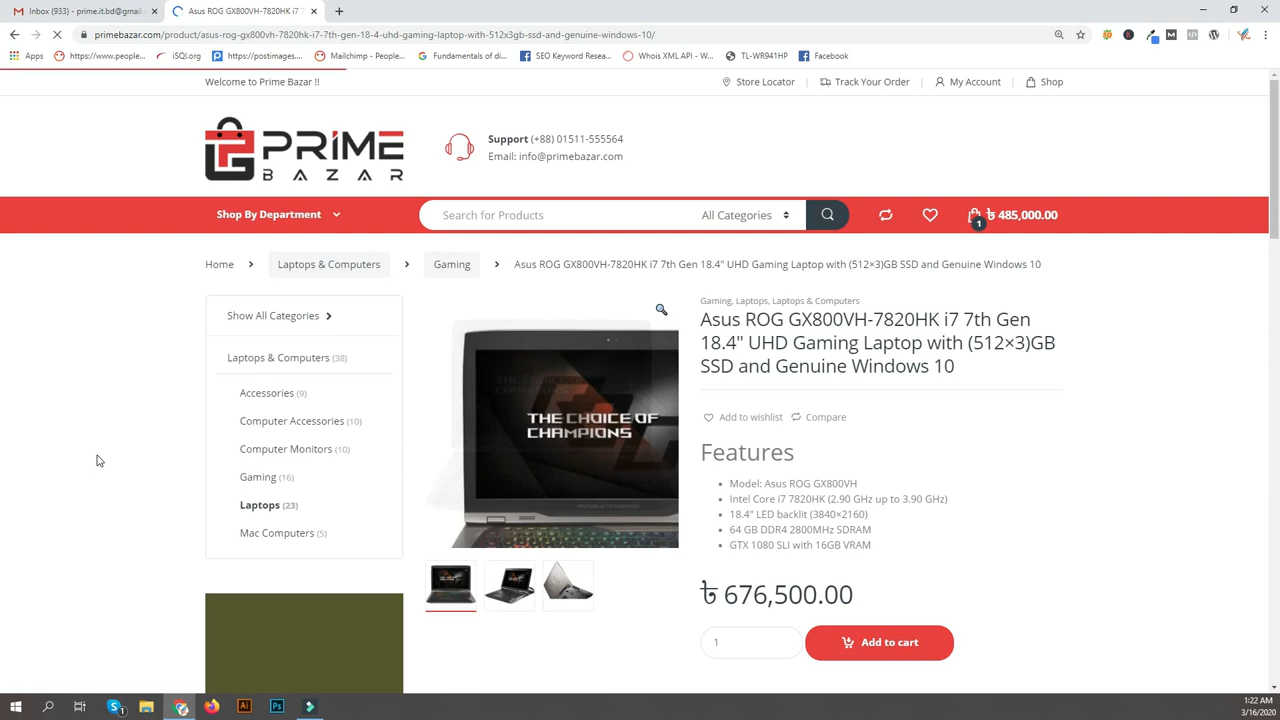 Inbox (933) - prime.it.bd@gmail.
Asus ROG GX800VH-7820HK i7 7t
primebazar.com/product/asus-rog-gx800vh-7820hk-i7-7th-gen-18-4-uhd-gaming-laptop-with-512x3gb-ssd-and-genuine-windows-10/
Apps
https://www.people...
iSQl.org
https://postimages....
Mailchimp - Peopl...
Fundamentals of di...
SEO Keyword Resea...
Whois XML API - W...
TL-WR941HP
Facebook
Welcome to Prime Bazar !!
Store Locator
Track Your Order
My Account
Shop
PRIME
BAZAR
Support (+88) 01511-555564
Email: info@primebazar.com
Shop By Department
Search for Products
All Categories
1
৳ 485,000.00
Home
Laptops & Computers
Gaming
Asus ROG GX800VH-7820HK i7 7th Gen 18.4" UHD Gaming Laptop with (512×3)GB SSD and Genuine Windows 10
Show All Categories
Laptops & Computers (38)
Accessories (9)
Computer Accessories (10)
Computer Monitors (10)
Gaming (16)
Laptops (23)
Mac Computers (5)
THE CHOICE OF
CHAMPIONS
Gaming, Laptops, Laptops & Computers
Asus ROG GX800VH-7820HK i7 7th Gen
18.4" UHD Gaming Laptop with (512×3)GB
SSD and Genuine Windows 10
Add to wishlist
Compare
Features
Model: Asus ROG GX800VH
Intel Core i7 7820HK (2.90 GHz up to 3.90 GHz)
18.4" LED backlit (3840×2160)
64 GB DDR4 2800MHz SDRAM
GTX 1080 SLI with 16GB VRAM
৳ 676,500.00
1
Add to cart
1:22 AM
3/16/2020